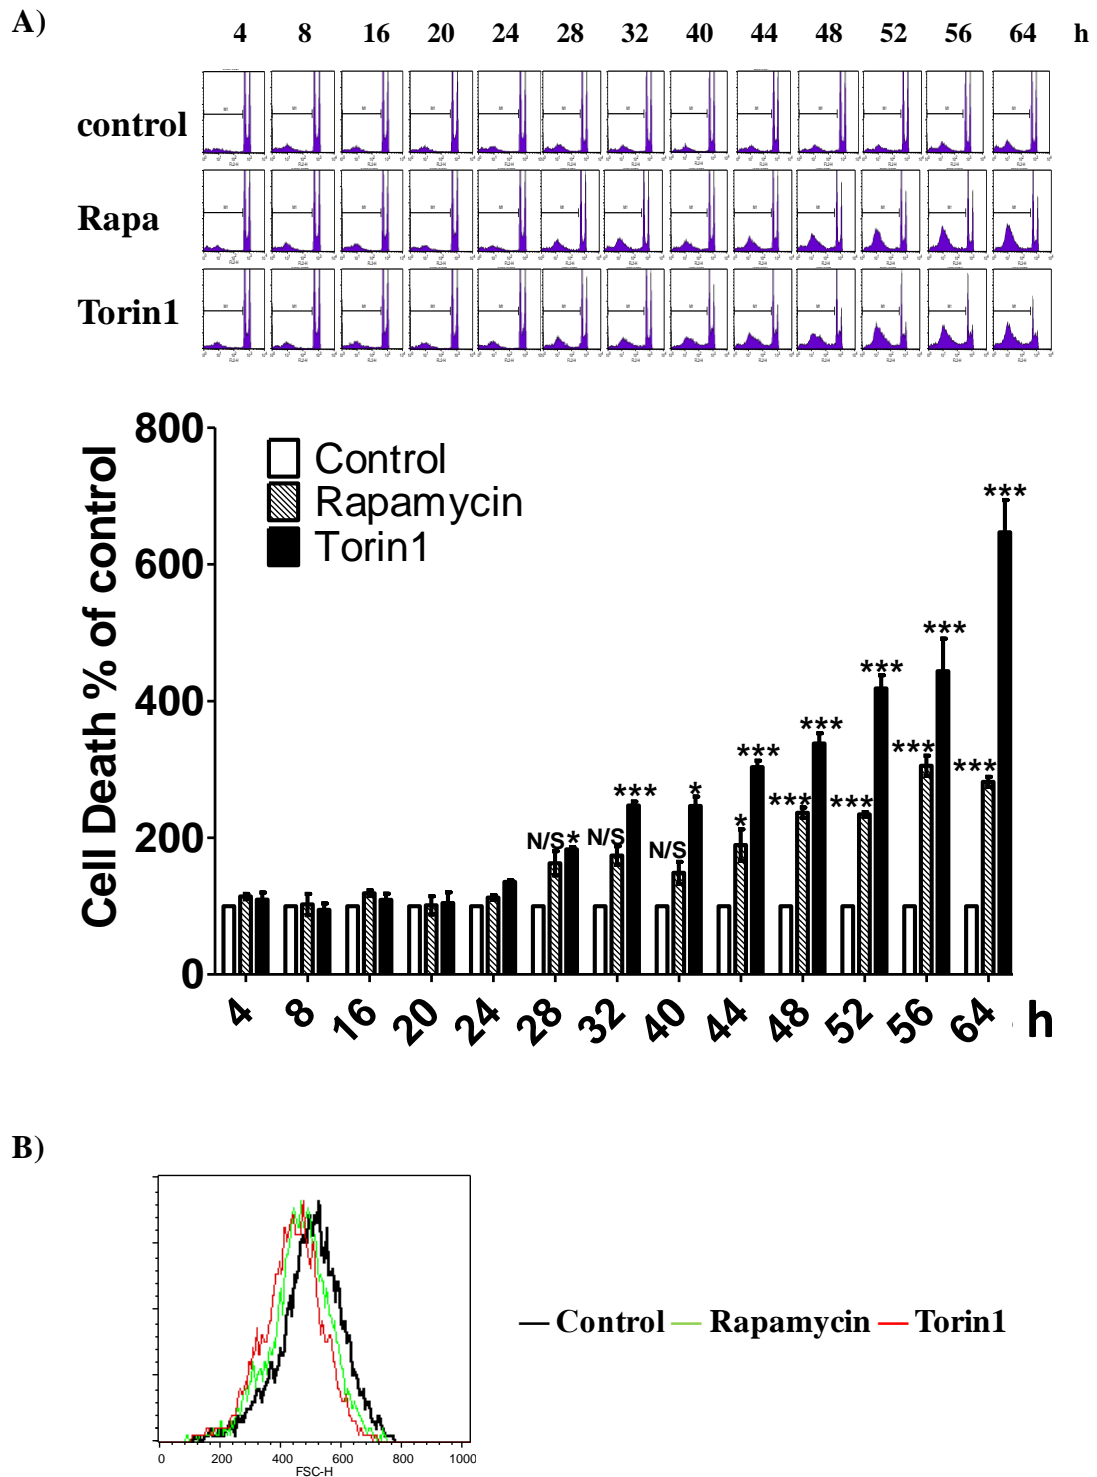 A)
4 8 16 20 24 28 32 40 44 48 52 56 64 h
control
Rapa
Torin1
800
600
400
200
0
Cell Death % of control
Control
Rapamycin
Torin1
N/S * N/S *** N/S * * *** *** *** *** *** *** *** *** ***
4 8 16 20 24 28 32 40 44 48 52 56 64 h
B)
0 200 400 600 800 1000
FSC-H
Control Rapamycin Torin1